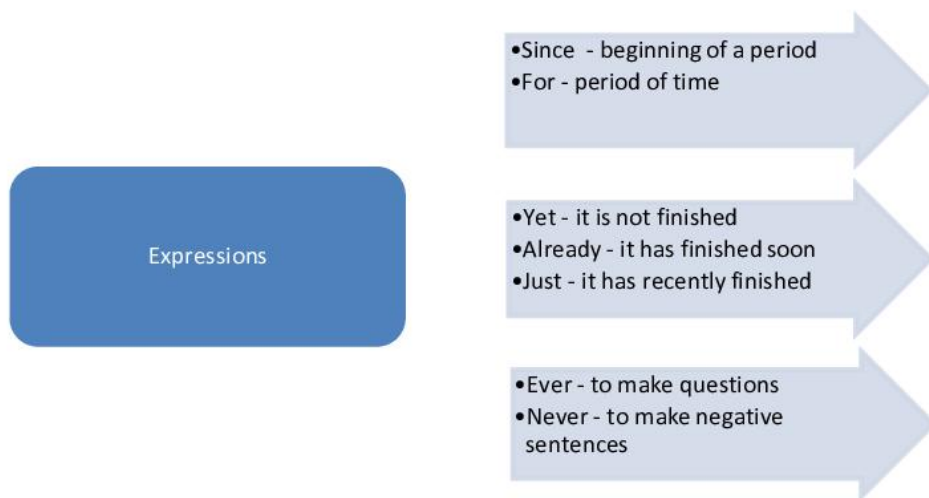 Expressions
•Since - beginning of a period
•For - period of time
•Yet - it is not finished
•Already - it has finished soon
•Just - it has recently finished
•Ever - to make questions
•Never - to make negative
sentences